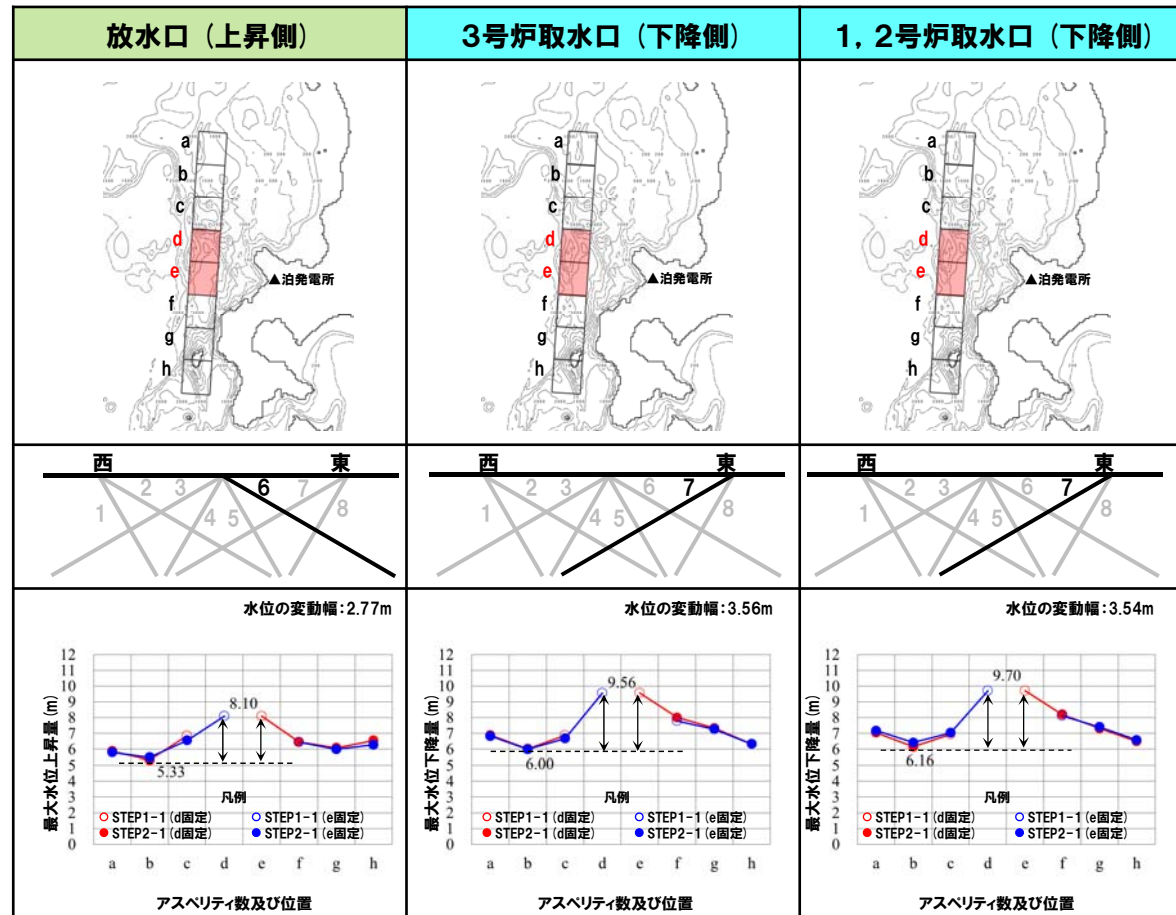 放水口（上昇側）
3号炉取水口（下降側）
1，2号炉取水口（下降側）
a
b
c
d
e
f
g
h
▲泊発電所
a
b
c
d
e
f
g
h
▲泊発電所
a
b
c
d
e
f
g
h
▲泊発電所
西 東
1 2 3 4 5 6 7 8
西 東
1 2 3 4 5 6 7 8
西 東
1 2 3 4 5 6 7 8
水位の変動幅：2.77m
最大水位上昇量（m）
12
11
10
9
8
7
6
5
4
3
2
1
0
8.10
5.33
凡例
STEP1-1（d固定） STEP1-1（e固定）
STEP2-1（d固定） STEP2-1（e固定）
a b c d e f g h
アスペリティ数及び位置
水位の変動幅：3.56m
最大水位下降量（m）
12
11
10
9
8
7
6
5
4
3
2
1
0
9.56
6.00
凡例
STEP1-1（d固定） STEP1-1（e固定）
STEP2-1（d固定） STEP2-1（e固定）
a b c d e f g h
アスペリティ数及び位置
水位の変動幅：3.54m
最大水位下降量（m）
12
11
10
9
8
7
6
5
4
3
2
1
0
9.70
6.16
凡例
STEP1-1（d固定） STEP1-1（e固定）
STEP2-1（d固定） STEP2-1（e固定）
a b c d e f g h
アスペリティ数及び位置